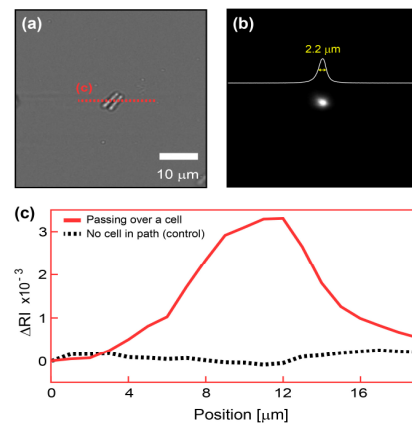 (a)
(b)
2.2 μm
(c)
10 μm
(c)
Passing over a cell
No cell in path (control)
ΔRI x10⁻³
3
2
1
0
0
4
8
12
16
Position [μm]